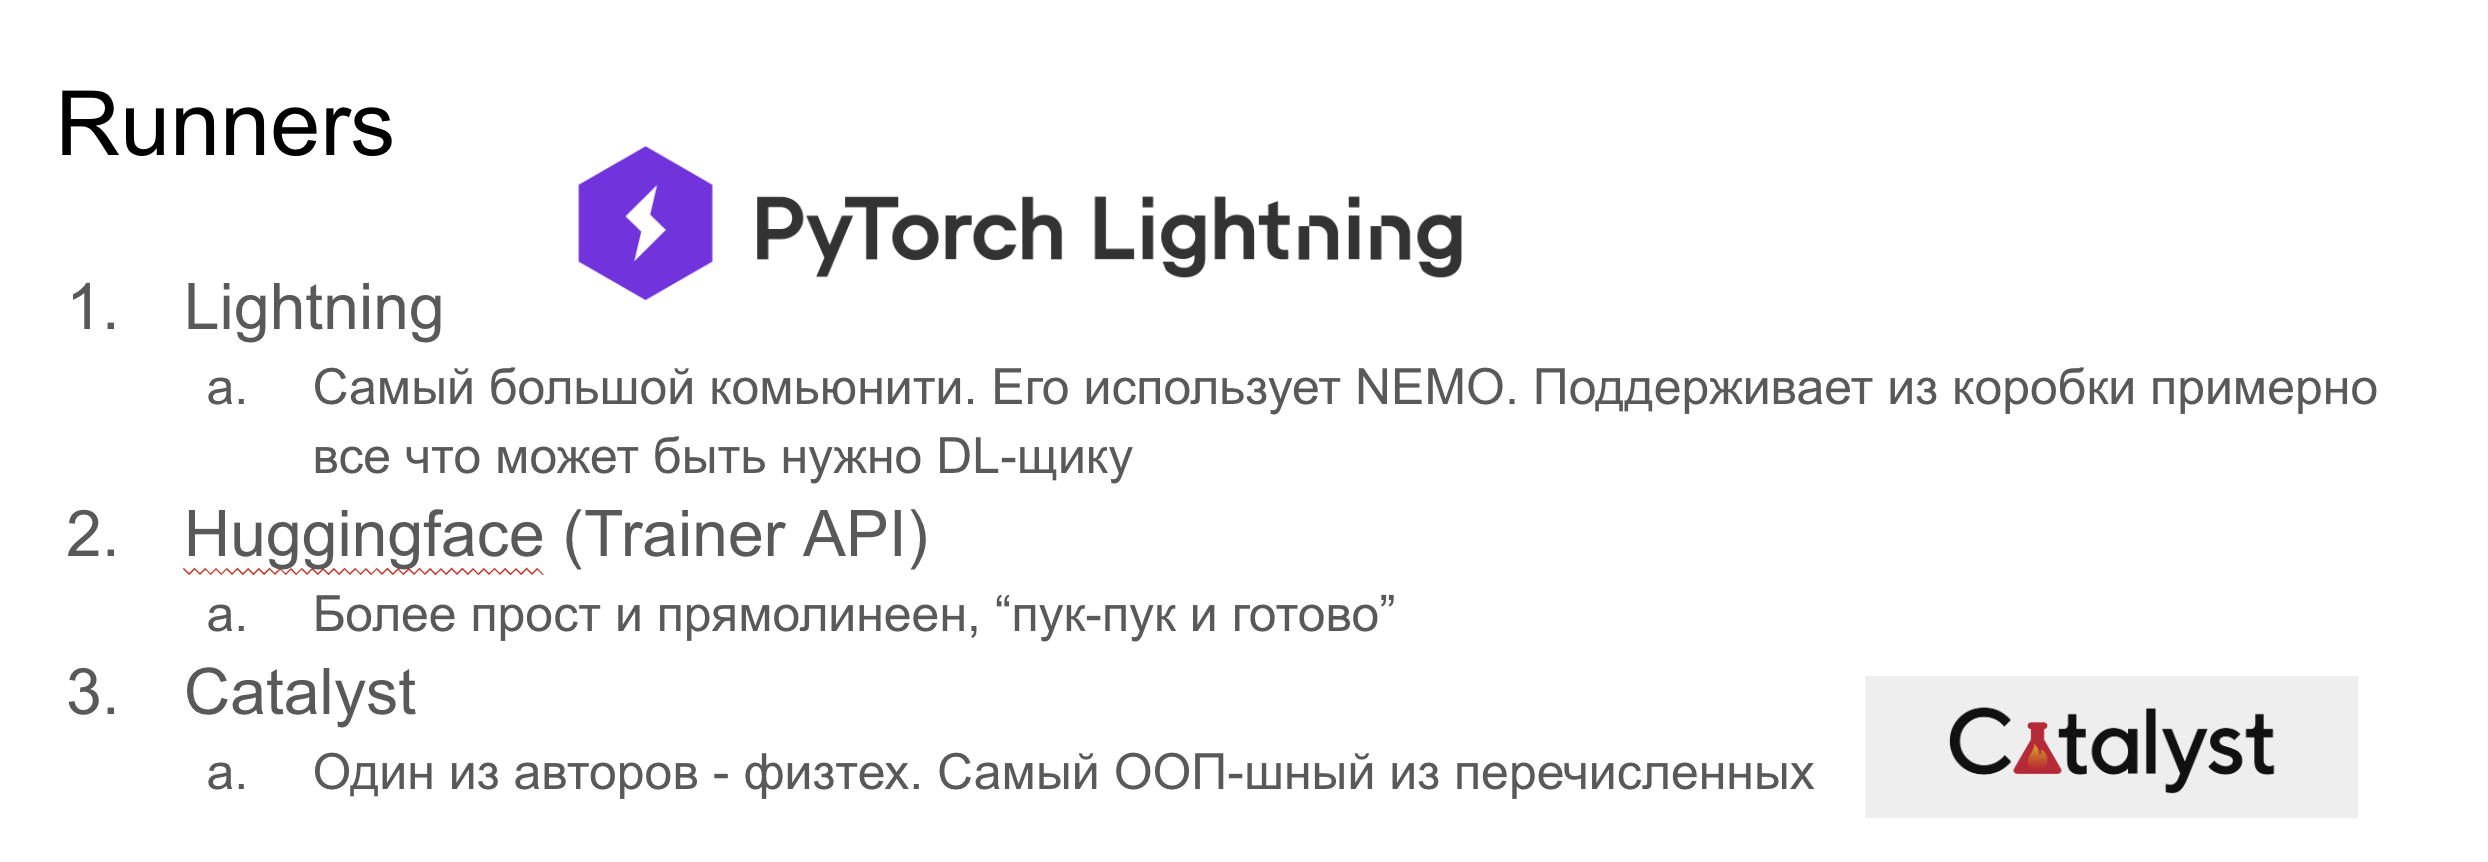 Runners
PyTorch Lightning
1. Lightning
a. Самый большой комьюнити. Его использует NEMO. Поддерживает из коробки примерно
все что может быть нужно DL-щику
2. Huggingface (Trainer API)
a. Более прост и прямолинеен, “пук-пук и готово”
3. Catalyst
a. Один из авторов - физтех. Самый ООП-шный из перечисленных
Catalyst